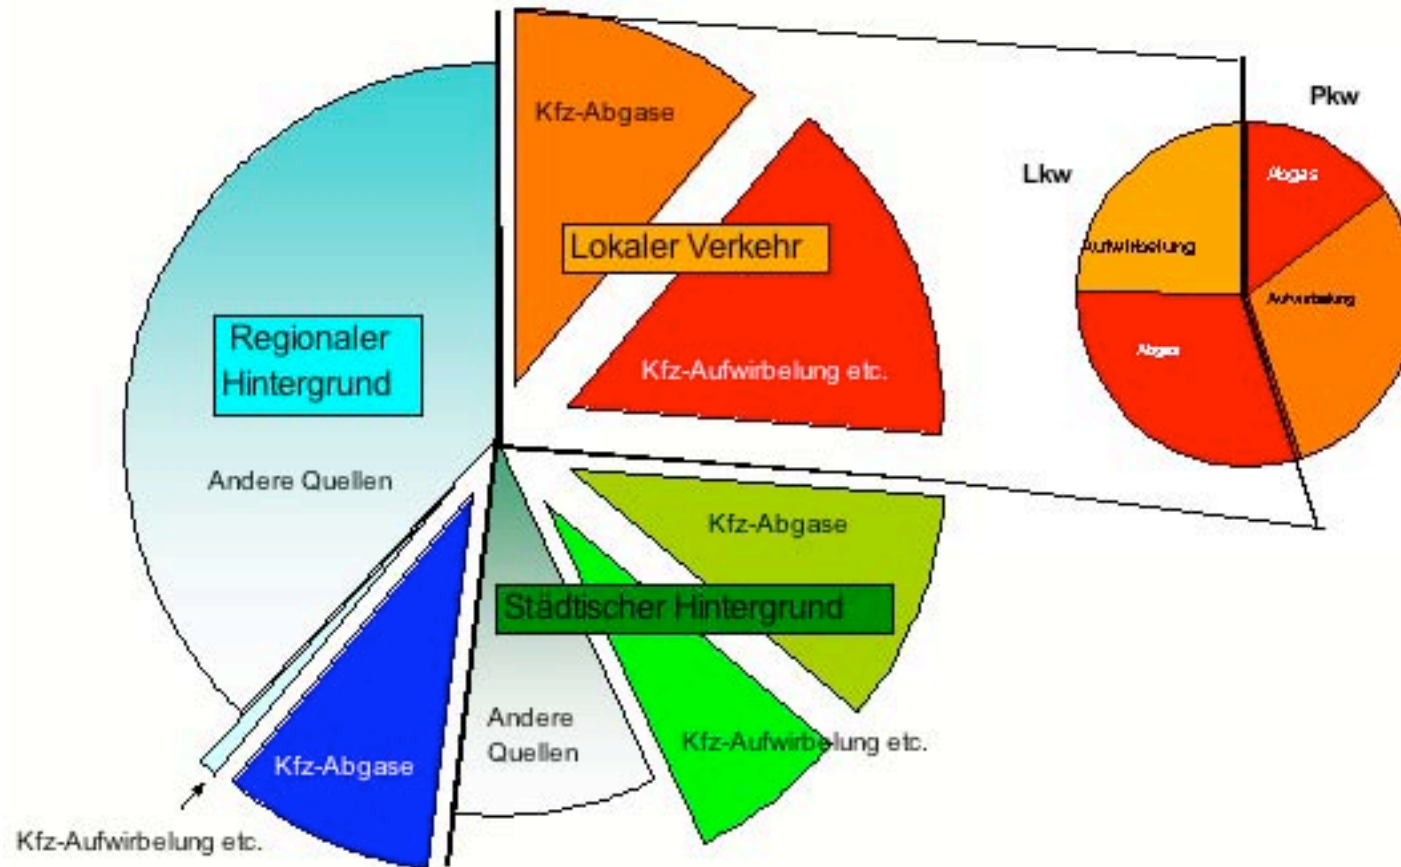 Kfz-Abgase
Pkw
Lkw
Abgas
Lokaler Verkehr
Aufwirbelung
Aufwirbelung
Regionaler
Hintergrund
Kfz-Aufwirbelung etc.
Abgas
Andere Quellen
Kfz-Abgase
Städtischer Hintergrund
Andere
Quellen
Kfz-Aufwirbelung etc.
Kfz-Abgase
Kfz-Aufwirbelung etc.